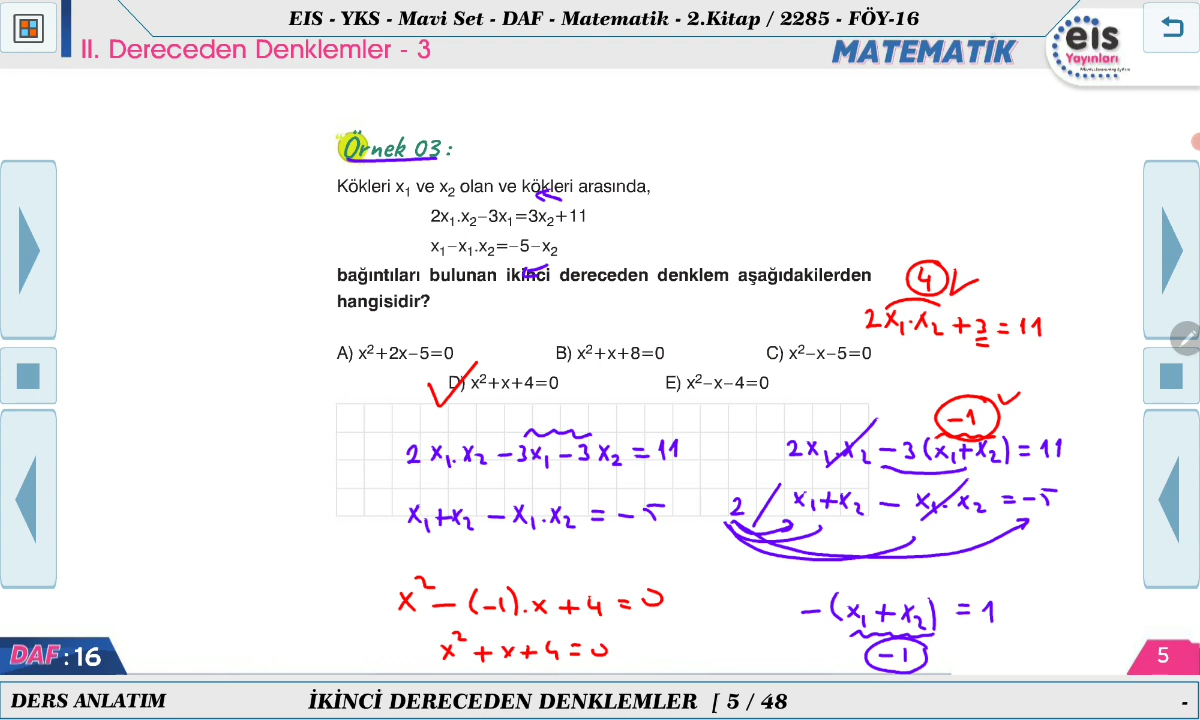 EIS - YKS - Mavi Set - DAF - Matematik - 2.Kitap / 2285 - FÖY-16
II. Dereceden Denklemler - 3
MATEMATİK
eis
Yayınları
Örnek 03 :
Kökleri x₁ ve x₂ olan ve kökleri arasında,
2x₁.x₂−3x₁=3x₂+11
x₁−x₁.x₂=−5−x₂
bağıntıları bulunan ikinci dereceden denklem aşağıdakilerden
hangisidir?
A) x²+2x−5=0 B) x²+x+8=0 C) x²−x−5=0
D) x²+x+4=0 E) x²−x−4=0
4
2x₁.x₂ + 3 = 11
-1
2x₁.x₂ − 3x₁ − 3x₂ = 11
2x₁.x₂ − 3(x₁+x₂) = 11
x₁+x₂ − x₁.x₂ = −5
2 / x₁+x₂ − x₁.x₂ = −5
x² − (−1).x + 4 = 0
−(x₁+x₂) = 1
x² + x + 4 = 0
−1
DAF : 16
5
DERS ANLATIM
İKİNCİ DERECEDEN DENKLEMLER [ 5 / 48
-